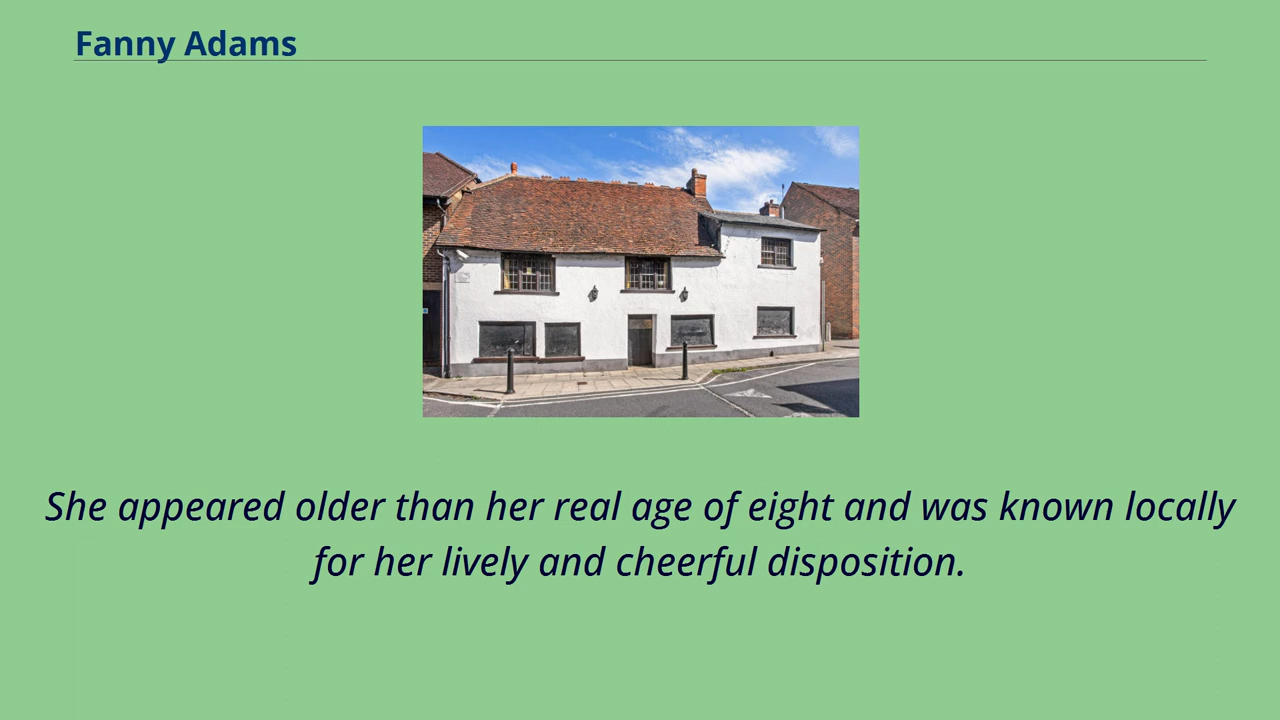 Fanny Adams
She appeared older than her real age of eight and was known locally
for her lively and cheerful disposition.